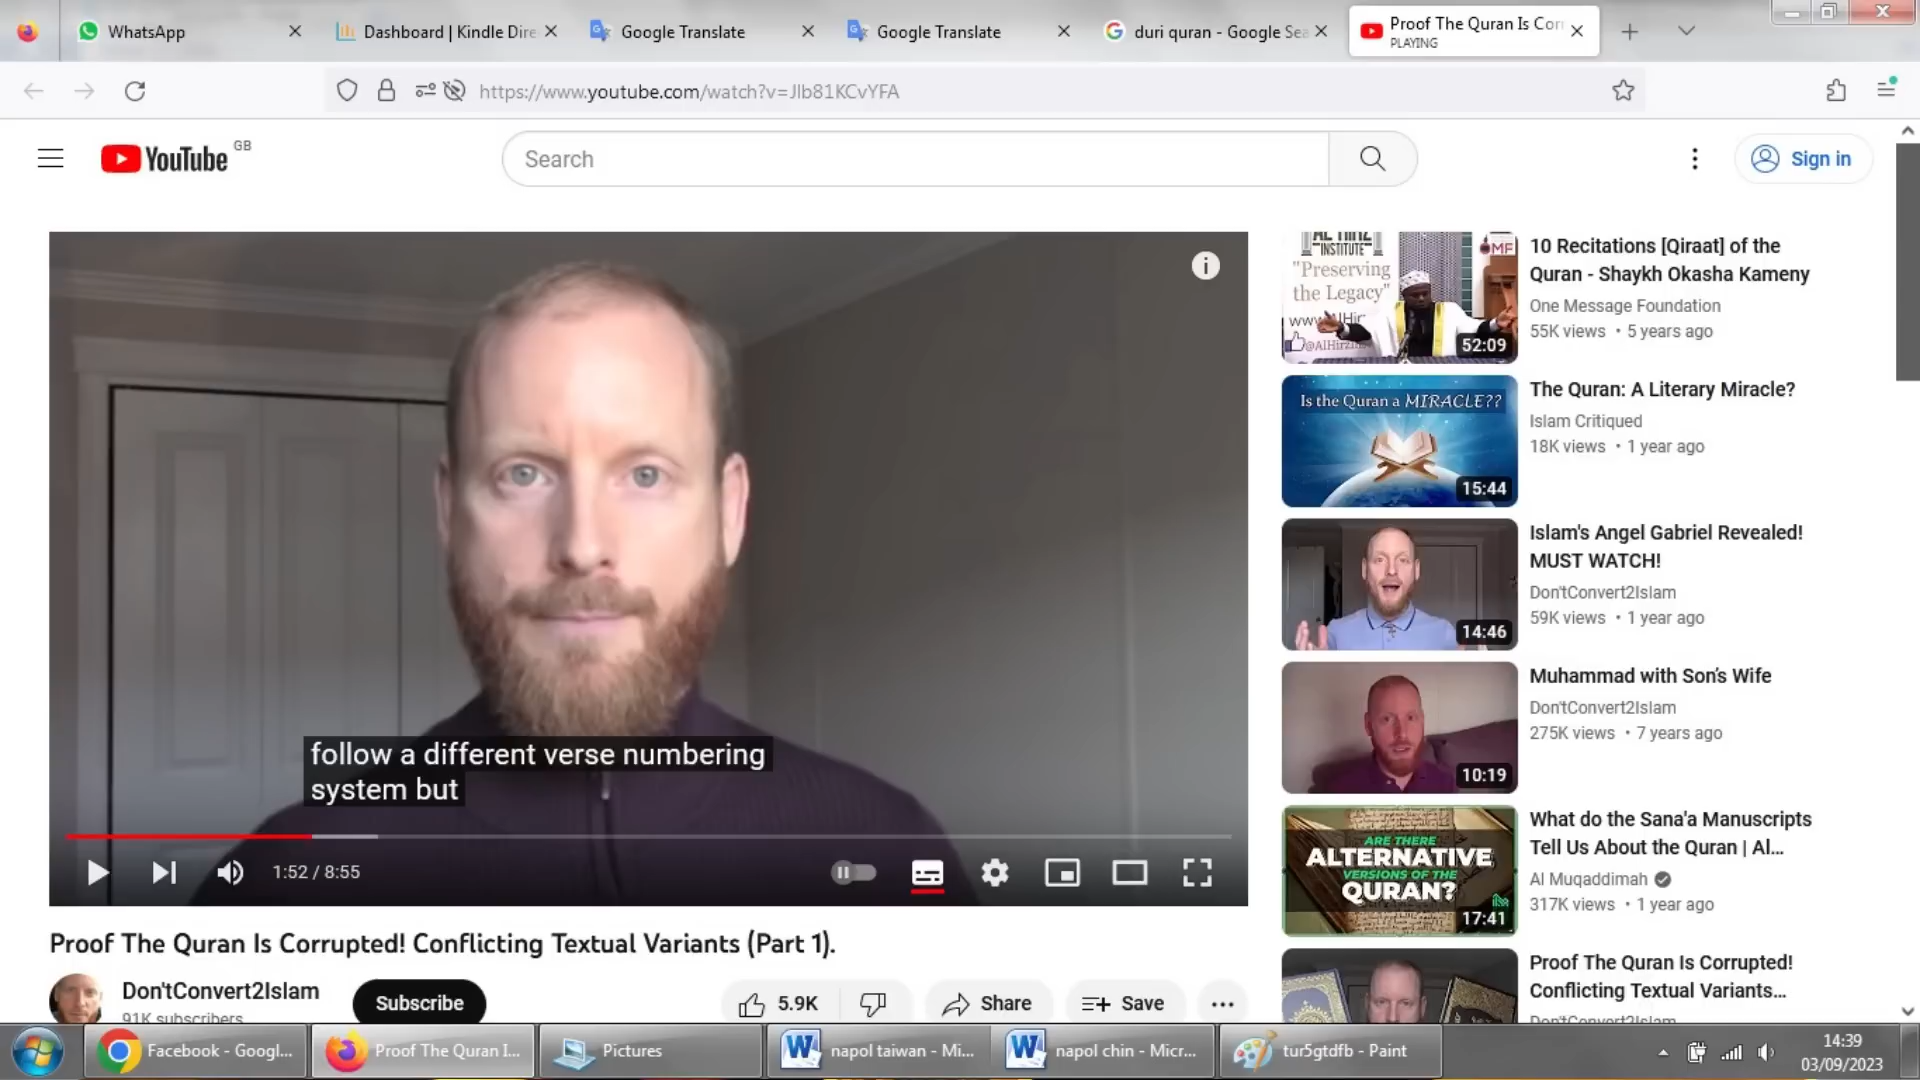 WhatsApp
Dashboard | Kindle Dire
Google Translate
Google Translate
duri quran - Google Sea
Proof The Quran Is Corr
PLAYING
https://www.youtube.com/watch?v=JIb81KCvYFA
YouTube GB
Search
Sign in
follow a different verse numbering
system but
1:52 / 8:55
Proof The Quran Is Corrupted! Conflicting Textual Variants (Part 1).
Don'tConvert2Islam
91K subscribers
Subscribe
5.9K
Share
Save
INSTITUTE
"Preserving
the Legacy"
MF
52:09
10 Recitations [Qiraat] of the
Quran - Shaykh Okasha Kameny
One Message Foundation
55K views • 5 years ago
Is the Quran a MIRACLE??
15:44
The Quran: A Literary Miracle?
Islam Critiqued
18K views • 1 year ago
14:46
Islam's Angel Gabriel Revealed!
MUST WATCH!
Don'tConvert2Islam
59K views • 1 year ago
10:19
Muhammad with Son's Wife
Don'tConvert2Islam
275K views • 7 years ago
ARE THERE
ALTERNATIVE
VERSIONS OF THE
QURAN?
17:41
What do the Sana'a Manuscripts
Tell Us About the Quran | Al...
Al Muqaddimah
317K views • 1 year ago
Proof The Quran Is Corrupted!
Conflicting Textual Variants...
Don'tConvert2Islam
Facebook - Googl...
Proof The Quran I...
Pictures
napol taiwan - Mi...
napol chin - Micr...
tur5gtdfb - Paint
14:39
03/09/2023